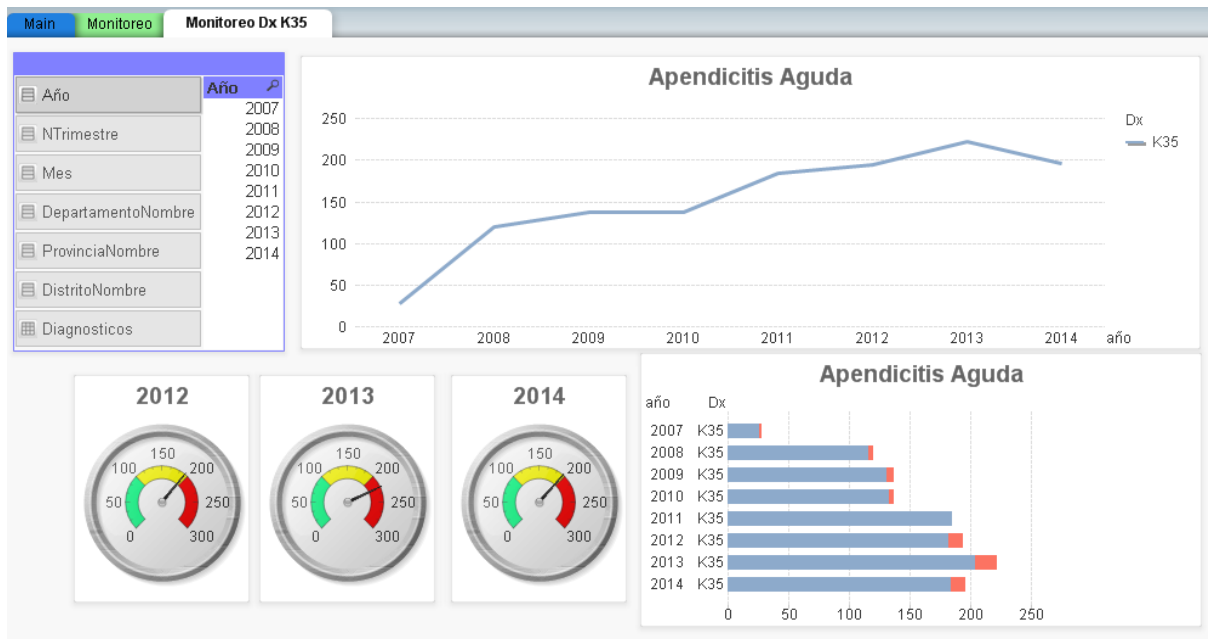 Main Monitoreo Monitoreo Dx K35
Año
NTrimestre
Mes
DepartamentoNombre
ProvinciaNombre
DistritoNombre
Diagnosticos
Año
2007
2008
2009
2010
2011
2012
2013
2014
Apendicitis Aguda
250
200
150
100
50
0
2007 2008 2009 2010 2011 2012 2013 2014 año
Dx
K35
2012
0 50 100 150 200 250 300
2013
0 50 100 150 200 250 300
2014
0 50 100 150 200 250 300
Apendicitis Aguda
año Dx
2007 K35
2008 K35
2009 K35
2010 K35
2011 K35
2012 K35
2013 K35
2014 K35
0 50 100 150 200 250